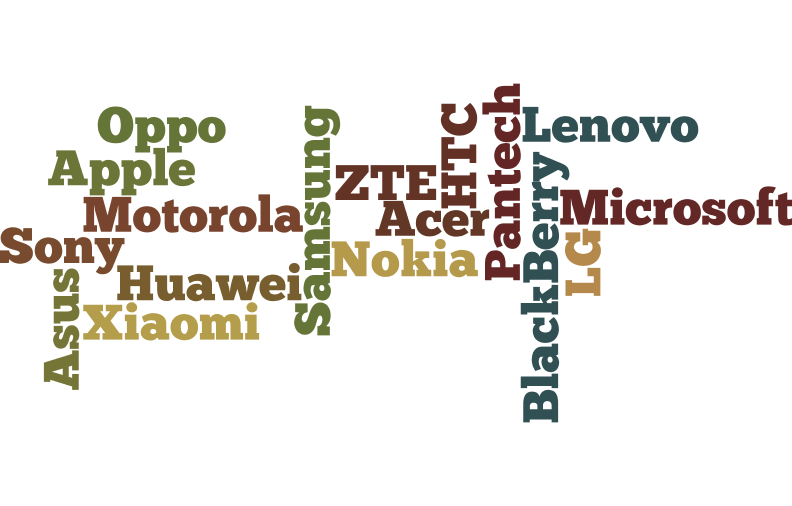 Oppo
Apple
Motorola
Sony
Huawei
Xiaomi
Asus
Samsung
ZTE
Acer
Nokia
HTC
Pantech
Lenovo
BlackBerry
Microsoft
LG